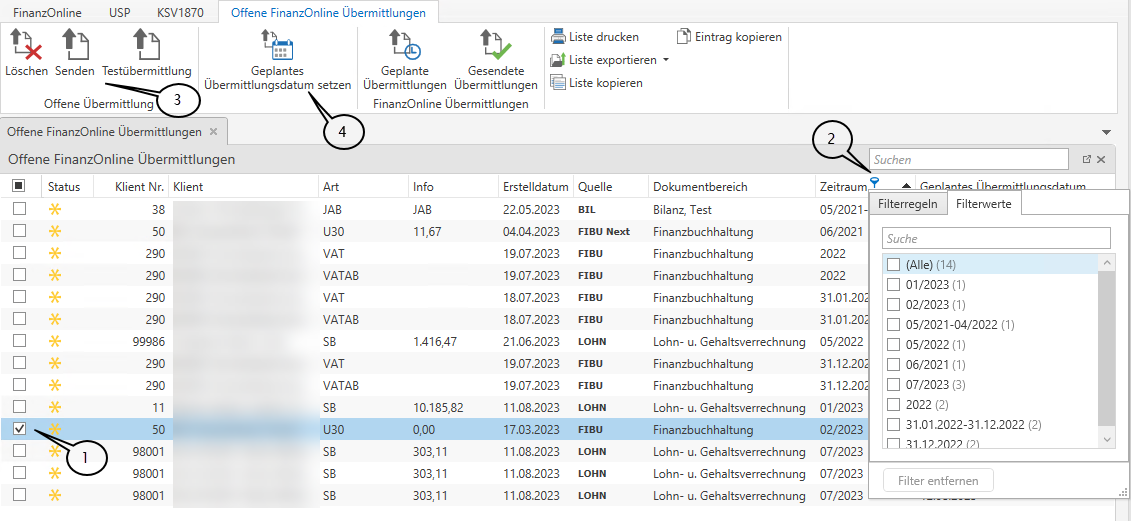 FinanzOnline USP KSV1870 Offene FinanzOnline Übermittlungen
Löschen Senden Testübermittlung
Geplantes Übermittlungsdatum setzen
Geplante Übermittlungen
Gesendete Übermittlungen
Liste drucken
Liste exportieren
Liste kopieren
Eintrag kopieren
Offene Übermittlung
FinanzOnline Übermittlungen
3
4
Offene FinanzOnline Übermittlungen
2
Offene FinanzOnline Übermittlungen Suchen
Status Klient Nr. Klient Art Info Erstelldatum Quelle Dokumentbereich Zeitraum Geplantes Übermittlungsdatum
38 JAB JAB 22.05.2023 BIL Bilanz, Test 05/2021-
50 U30 11,67 04.04.2023 FIBU Next Finanzbuchhaltung 06/2021
290 VAT 19.07.2023 FIBU Finanzbuchhaltung 2022
290 VATAB 19.07.2023 FIBU Finanzbuchhaltung 2022
290 VAT 18.07.2023 FIBU Finanzbuchhaltung 31.01.202
290 VATAB 18.07.2023 FIBU Finanzbuchhaltung 31.01.202
99986 SB 1.416,47 21.06.2023 LOHN Lohn- u. Gehaltsverrechnung 05/2022
290 VAT 19.07.2023 FIBU Finanzbuchhaltung 31.12.202
290 VATAB 19.07.2023 FIBU Finanzbuchhaltung 31.12.202
11 SB 10.185,82 11.08.2023 LOHN Lohn- u. Gehaltsverrechnung 01/2023
50 U30 0,00 17.03.2023 FIBU Finanzbuchhaltung 02/2023
98001 SB 303,11 11.08.2023 LOHN Lohn- u. Gehaltsverrechnung 07/2023
98001 SB 303,11 11.08.2023 LOHN Lohn- u. Gehaltsverrechnung 07/2023
98001 SB 303,11 11.08.2023 LOHN Lohn- u. Gehaltsverrechnung 07/2023
1
Filterregeln Filterwerte
Suche
(Alle) (14)
01/2023 (1)
02/2023 (1)
05/2021-04/2022 (1)
05/2022 (1)
06/2021 (1)
07/2023 (3)
2022 (2)
31.01.2022-31.12.2022 (2)
31.12.2022 (2)
Filter entfernen